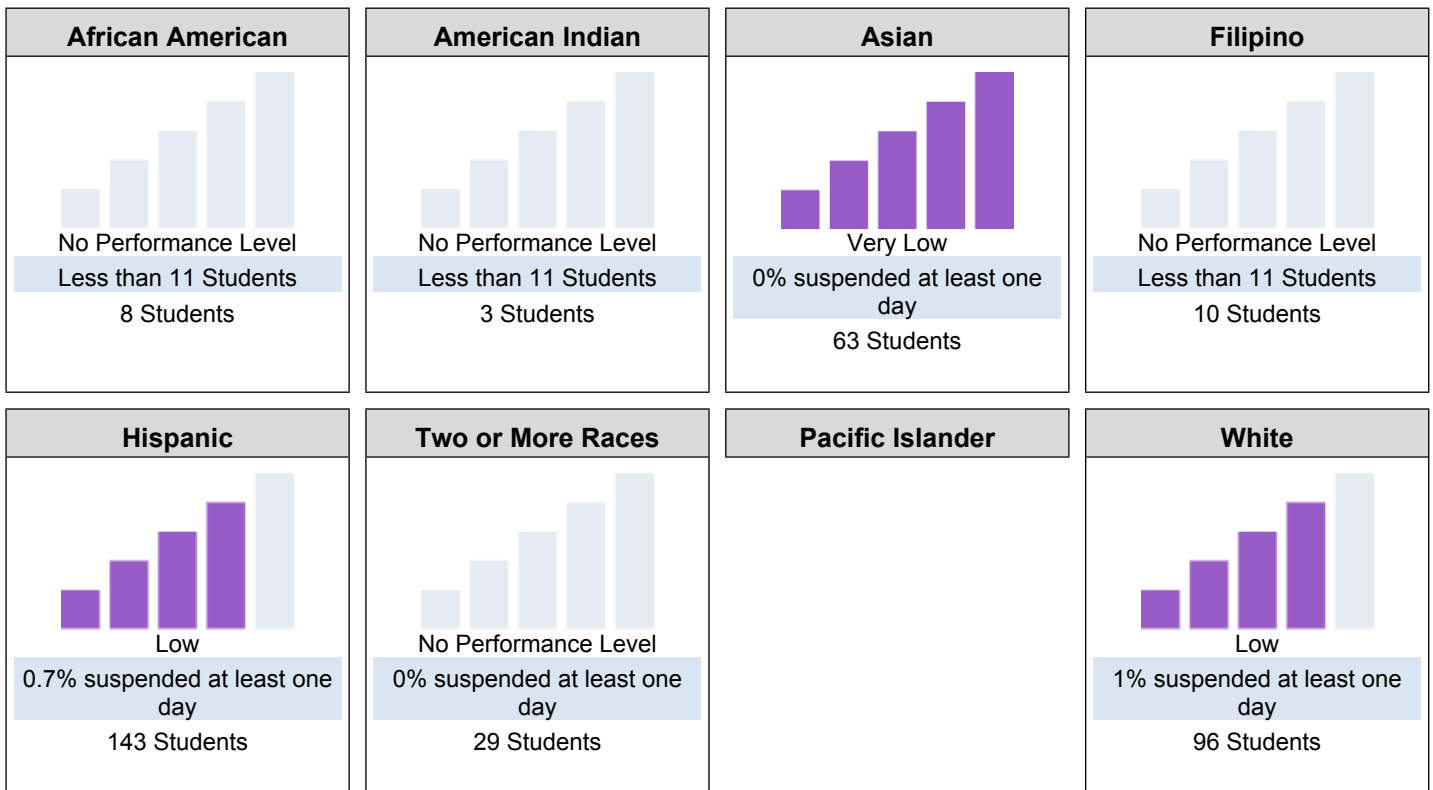 African American
No Performance Level
Less than 11 Students
8 Students
American Indian
No Performance Level
Less than 11 Students
3 Students
Asian
Very Low
0% suspended at least one
day
63 Students
Filipino
No Performance Level
Less than 11 Students
10 Students
Hispanic
Low
0.7% suspended at least one
day
143 Students
Two or More Races
No Performance Level
0% suspended at least one
day
29 Students
Pacific Islander
White
Low
1% suspended at least one
day
96 Students